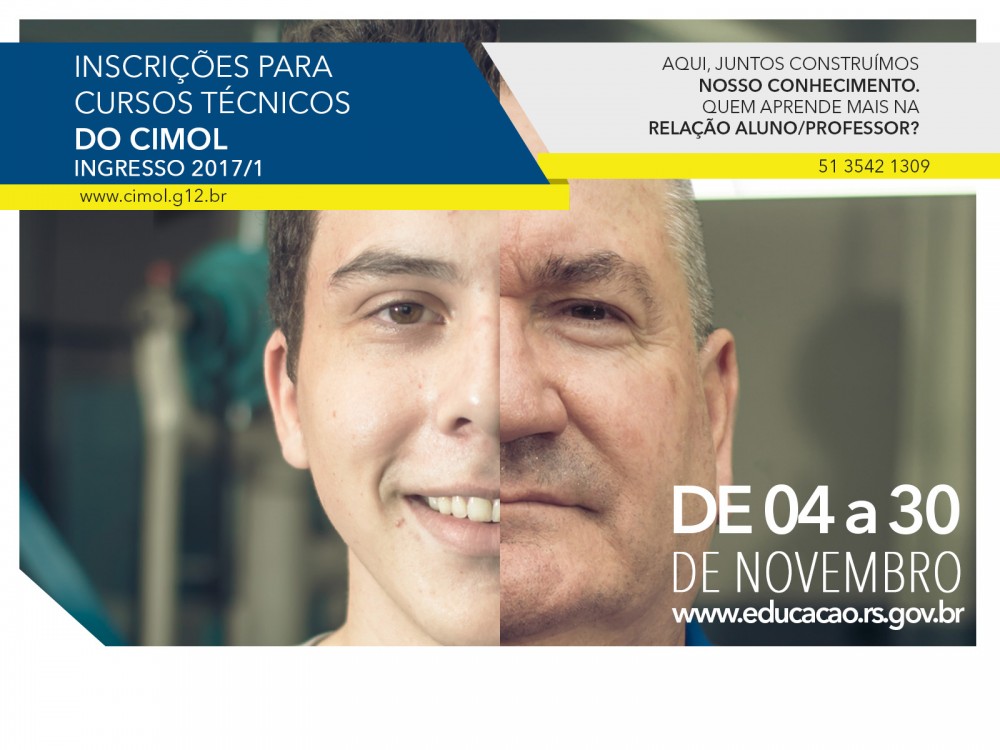 INSCRIÇÕES PARA
CURSOS TÉCNICOS
DO CIMOL
INGRESSO 2017/1
www.cimol.g12.br
AQUI, JUNTOS CONSTRUÍMOS
NOSSO CONHECIMENTO.
QUEM APRENDE MAIS NA
RELAÇÃO ALUNO/PROFESSOR?
51 3542 1309
DE 04 a 30
DE NOVEMBRO
www.educacao.rs.gov.br